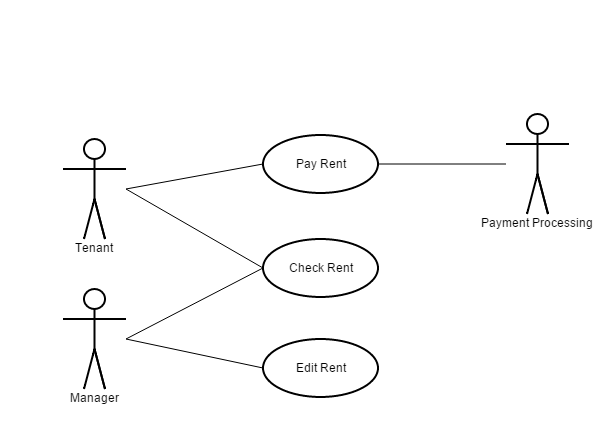 Pay Rent
Payment Processing
Tenant
Check Rent
Edit Rent
Manager